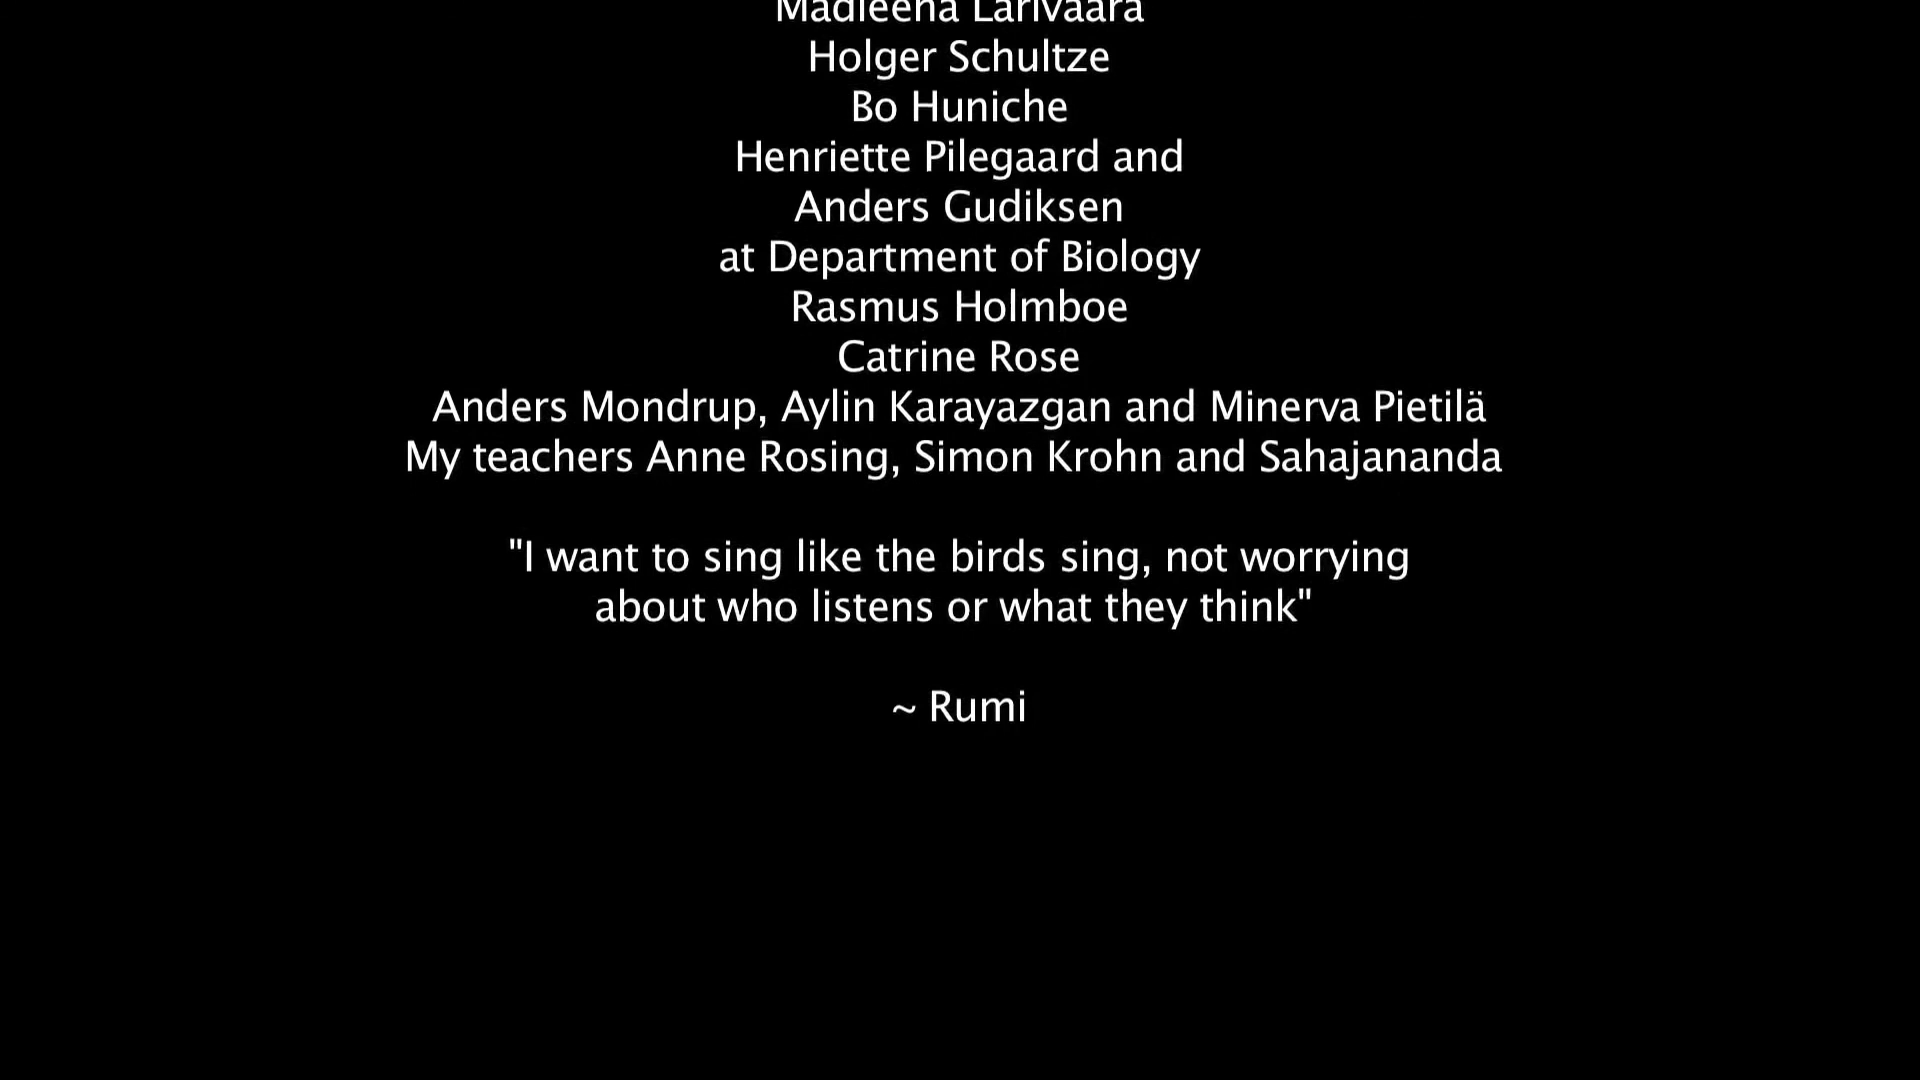 Madleena Larivaara
Holger Schultze
Bo Huniche
Henriette Pilegaard and
Anders Gudiksen
at Department of Biology
Rasmus Holmboe
Catrine Rose
Anders Mondrup, Aylin Karayazgan and Minerva Pietilä
My teachers Anne Rosing, Simon Krohn and Sahajananda
"I want to sing like the birds sing, not worrying
about who listens or what they think"
~ Rumi